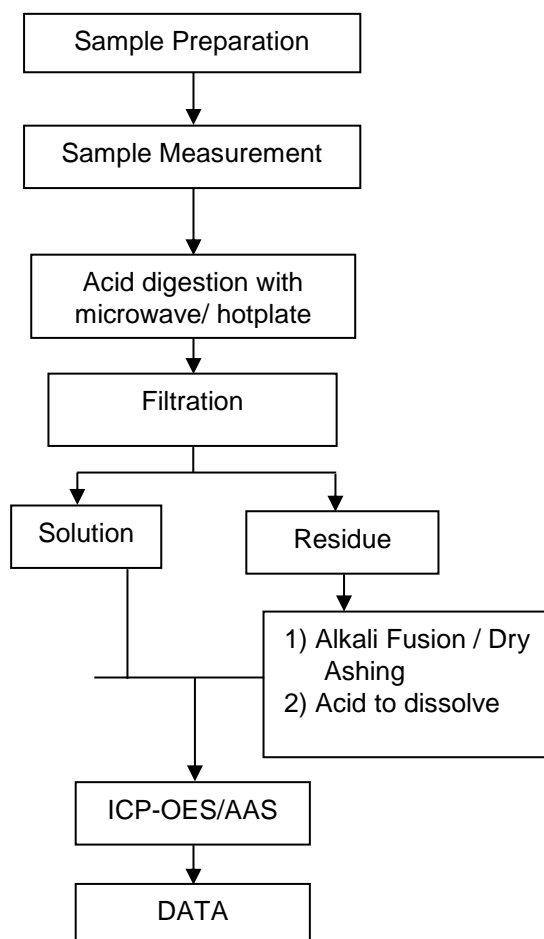 Sample Preparation
Sample Measurement
Acid digestion with
microwave/ hotplate
Filtration
Solution
Residue
1) Alkali Fusion / Dry
Ashing
2) Acid to dissolve
ICP-OES/AAS
DATA